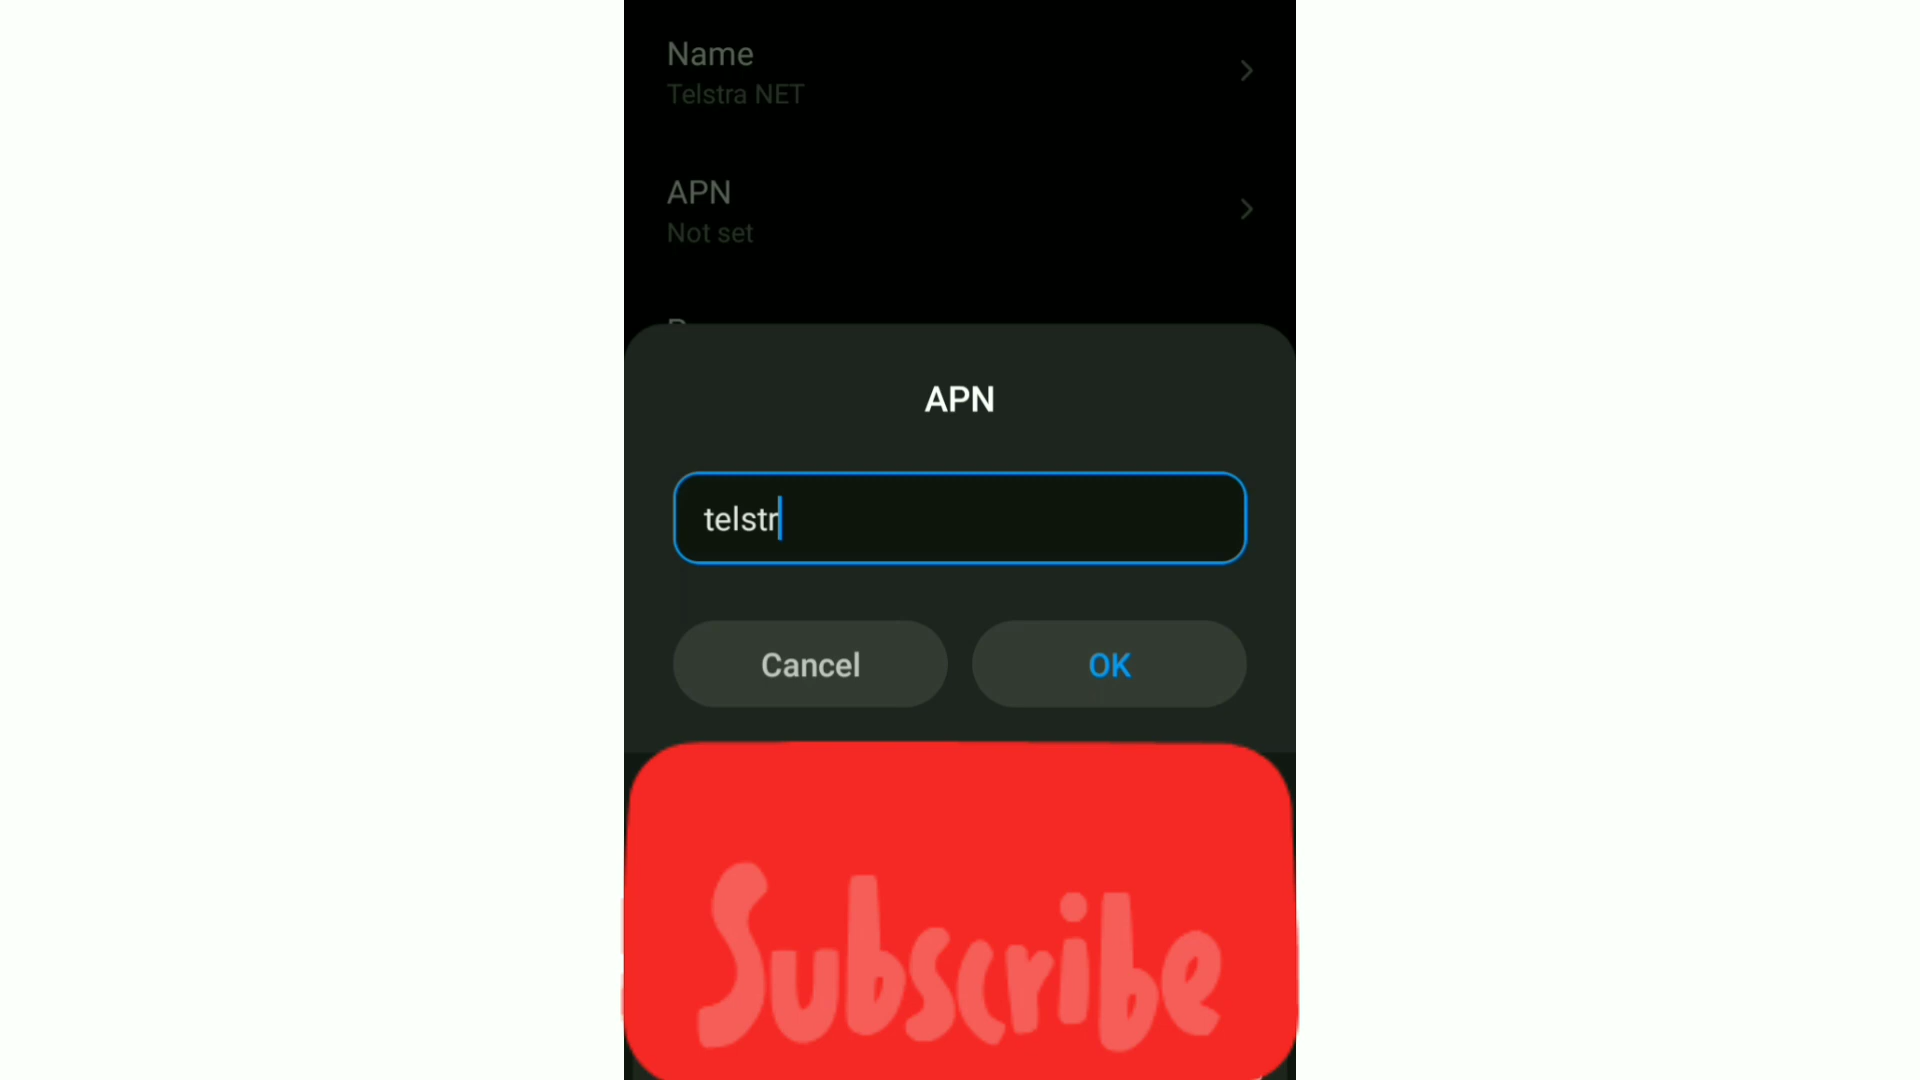 Name
Telstra NET
APN
Not set
APN
telstr
Cancel
OK
Subscribe